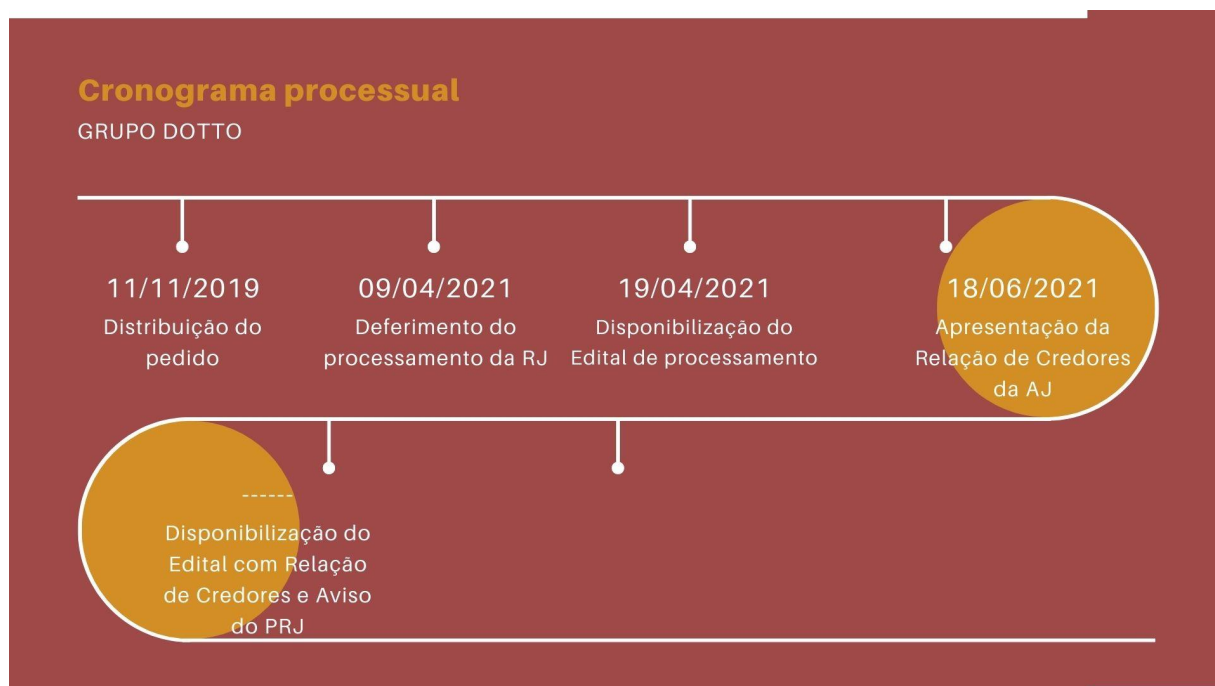 Cronograma processual
GRUPO DOTTO
11/11/2019
Distribuição do
pedido
09/04/2021
Deferimento do
processamento da RJ
19/04/2021
Disponibilização do
Edital de processamento
18/06/2021
Apresentação da
Relação de Credores
da AJ
------
Disponibilização do
Edital com Relação
de Credores e Aviso
do PRJ